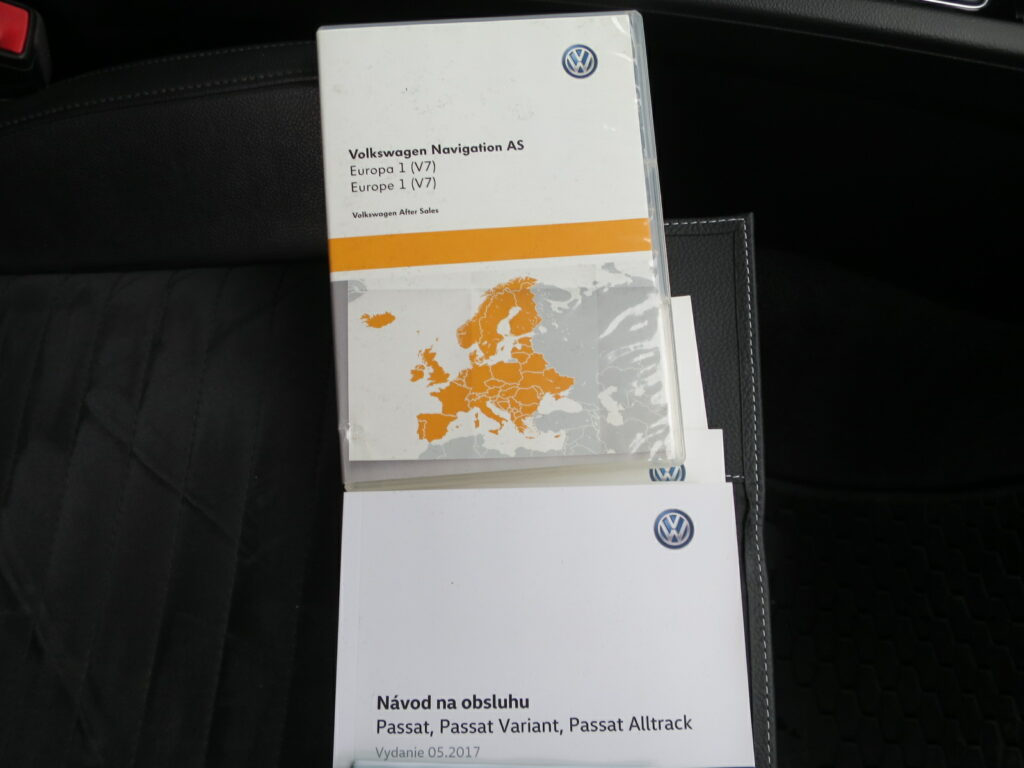 Volkswagen Navigation AS
Europa 1 (V7)
Europe 1 (V7)
Volkswagen After Sales
Návod na obsluhu
Passat, Passat Variant, Passat Alltrack
Vydanie 05.2017